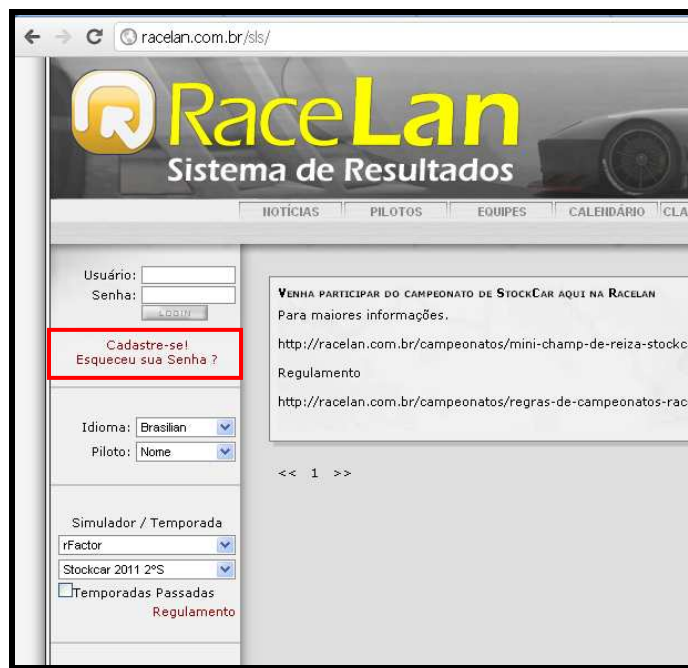 racelan.com.br/sls/
RaceLan
Sistema de Resultados
NOTÍCIAS PILOTOS EQUIPES CALENDÁRIO CLA
Usuário:
Senha:
LOGIN
Cadastre-se!
Esqueceu sua Senha ?
Idioma: Brasilian
Piloto: Nome
Simulador / Temporada
rFactor
Stockcar 2011 2ºS
Temporadas Passadas
Regulamento
VENHA PARTICIPAR DO CAMPEONATO DE STOCKCAR AQUI NA RACELAN
Para maiores informações.
http://racelan.com.br/campeonatos/mini-champ-de-reiza-stockc
Regulamento
http://racelan.com.br/campeonatos/regras-de-campeonatos-rac
<< 1 >>